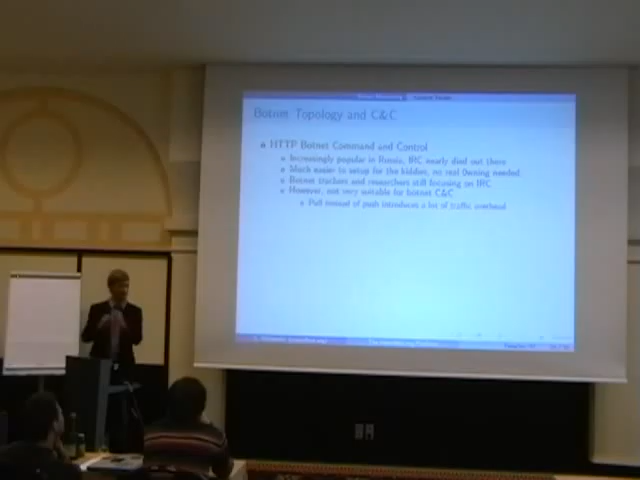 Botnet Topology and C&C
HTTP Botnet Command and Control
Increasingly popular in Russia, IRC nearly died out there
Much easier to setup for the kiddies, no real 0wning needed
Botnet trackers and researchers still focusing on IRC
However, not very suitable for botnet C&C
Pull instead of push introduces a lot of traffic overhead